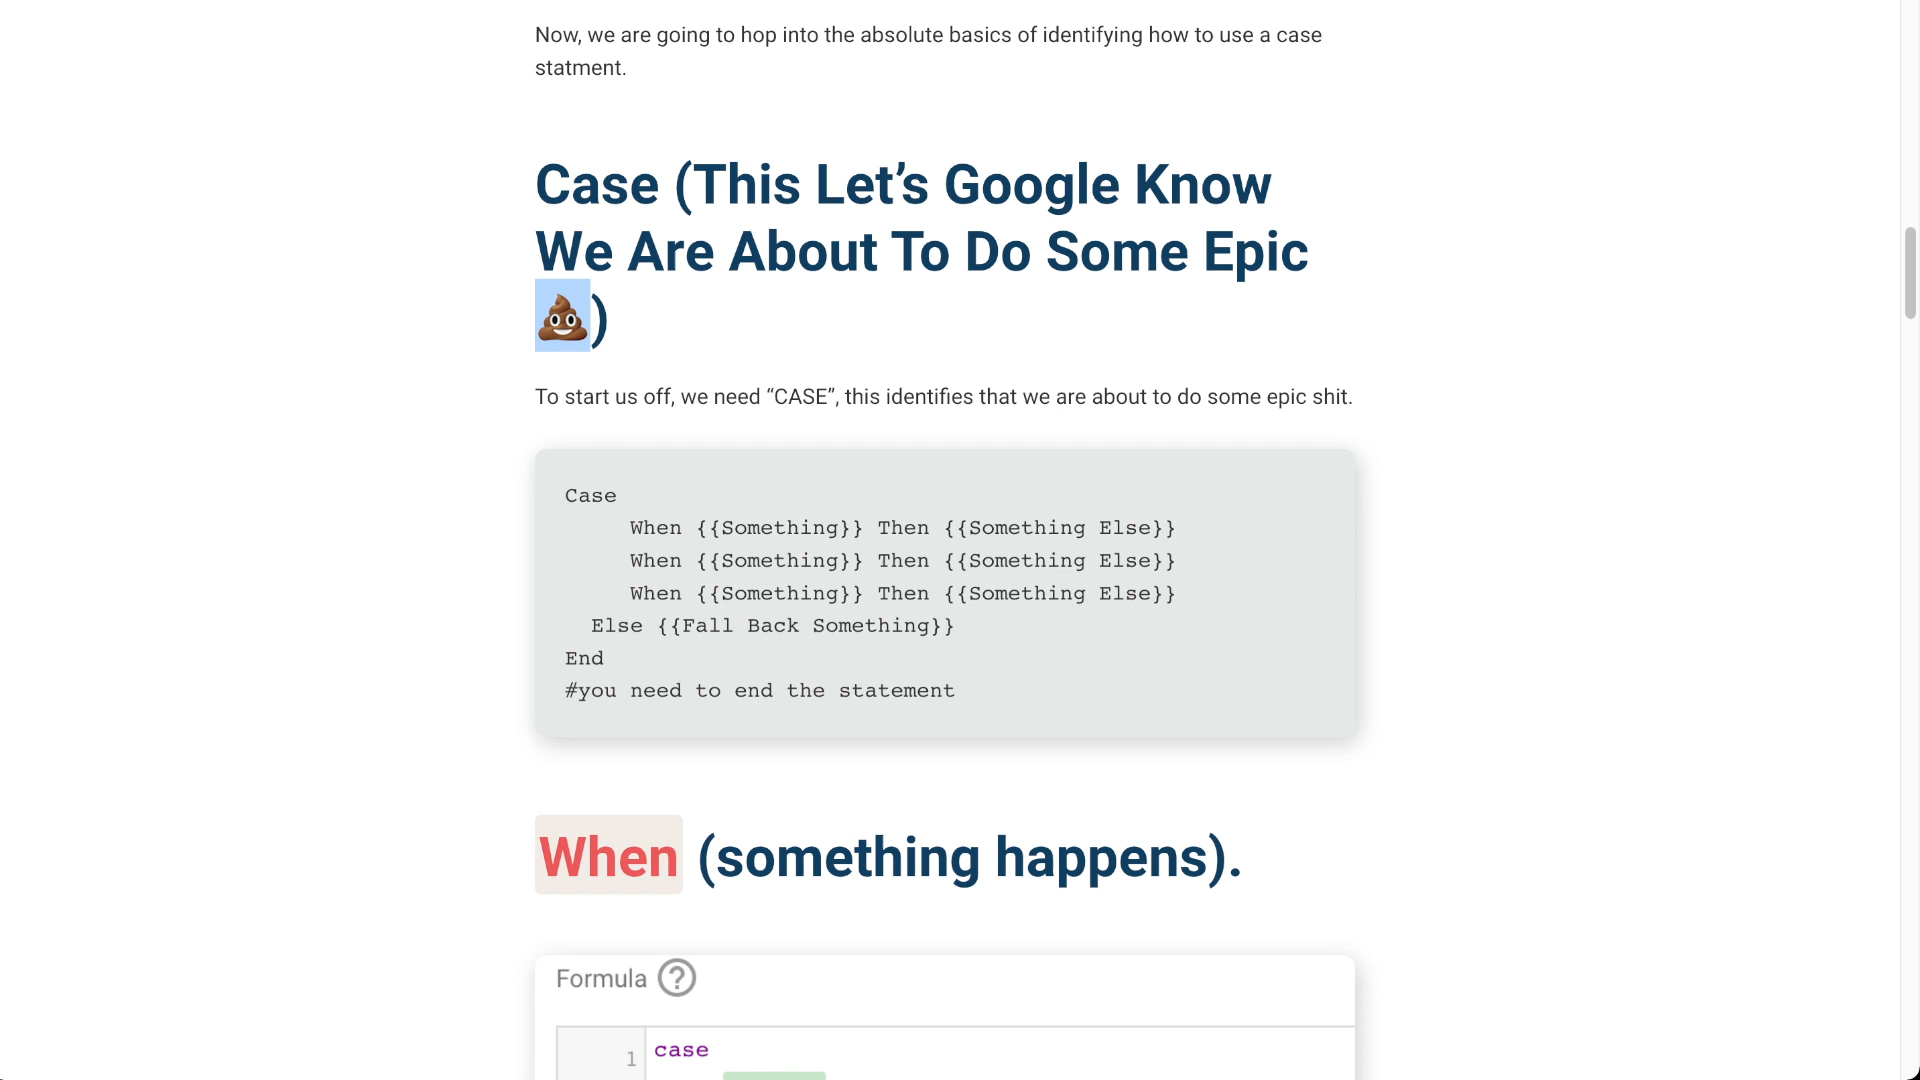 Now, we are going to hop into the absolute basics of identifying how to use a case
statment.
Case (This Let’s Google Know
We Are About To Do Some Epic
💩)
To start us off, we need “CASE”, this identifies that we are about to do some epic shit.
Case
     When {{Something}} Then {{Something Else}}
     When {{Something}} Then {{Something Else}}
     When {{Something}} Then {{Something Else}}
  Else {{Fall Back Something}}
End
#you need to end the statement
When (something happens).
Formula ?
1 case